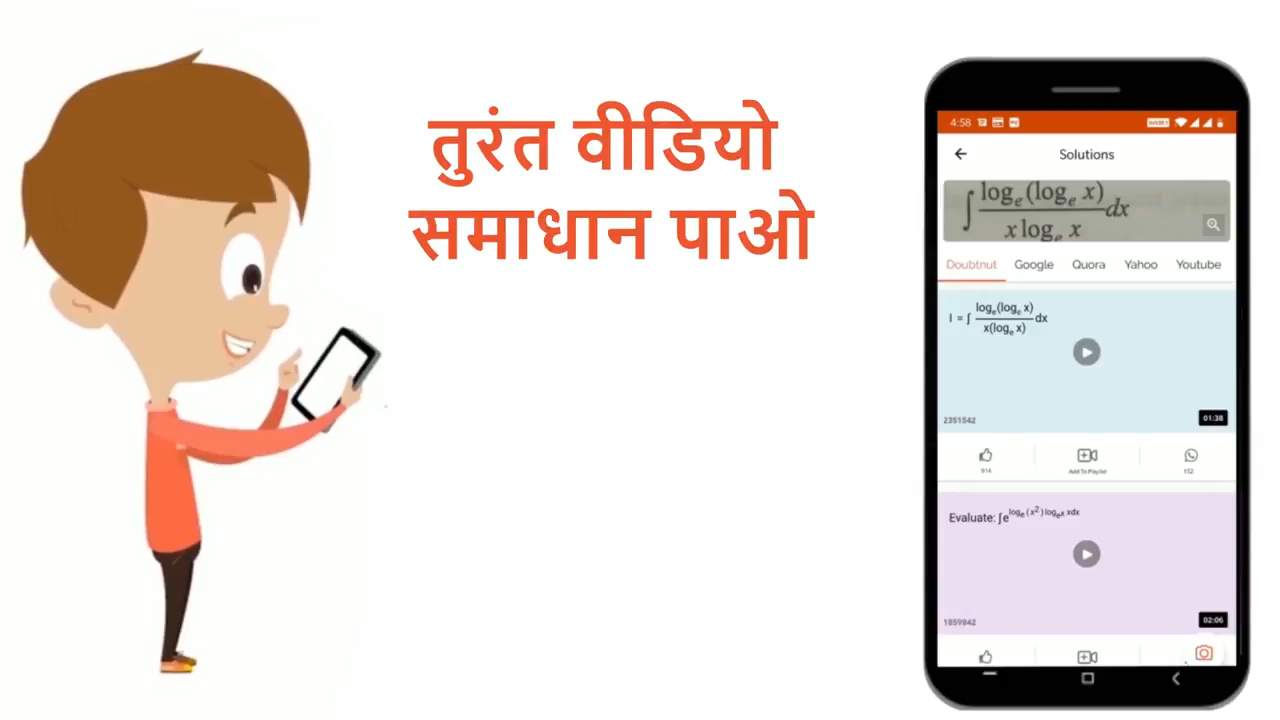 तुरंत वीडियो
समाधान पाओ
4:58
Solutions
∫ logₑ(logₑ x) / x logₑ x dx
Doubtnut Google Quora Yahoo Youtube
I = ∫ logₑ(logₑ x) / x(logₑ x) dx
2351542 01:38
914 Add To Playlist 152
Evaluate: ∫e^logₑ(x²) logₑx xdx
1859842 02:06